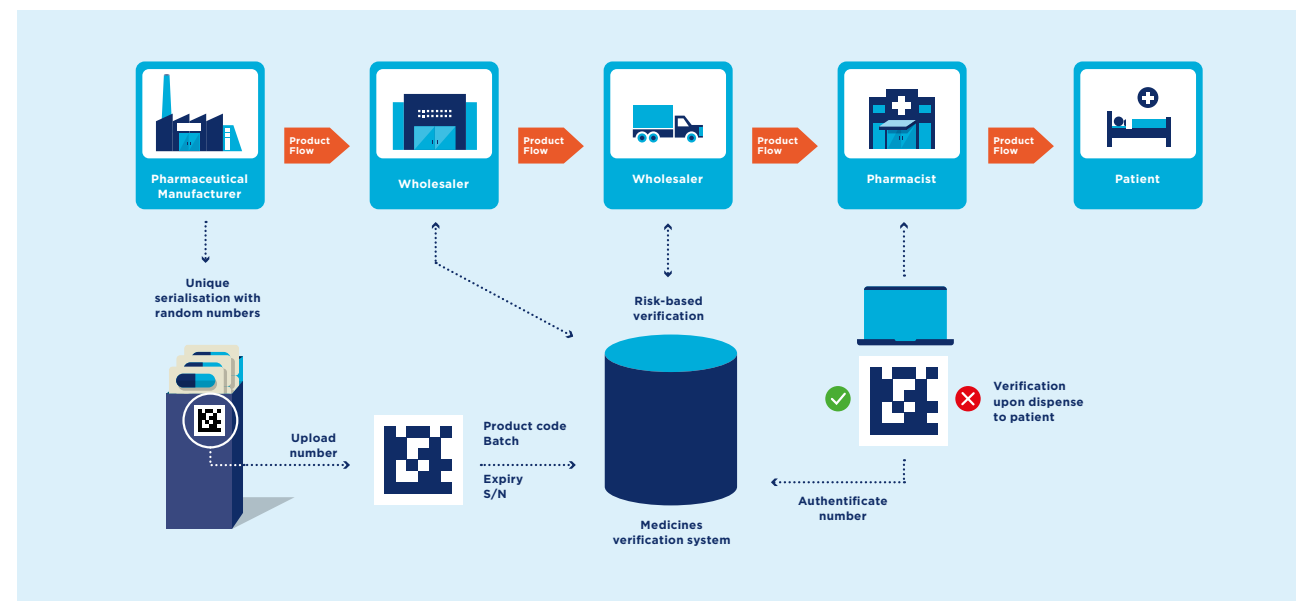 Product
Flow
Product
Flow
Product
Flow
Product
Flow
Pharmaceutical
Manufacturer
Wholesaler
Wholesaler
Pharmacist
Patient
Unique
serialisation with
random numbers
Risk-based
verification
Verification
upon dispense
to patient
Upload
number
Product code
Batch
Expiry
S/N
Authentificate
number
Medicines
verification system